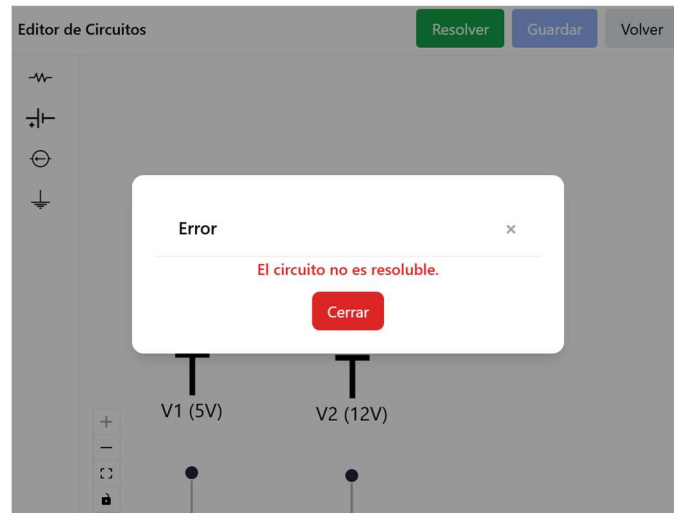 Editor de Circuitos
Resolver
Guardar
Volver
Error
×
El circuito no es resoluble.
Cerrar
V1 (5V)
V2 (12V)